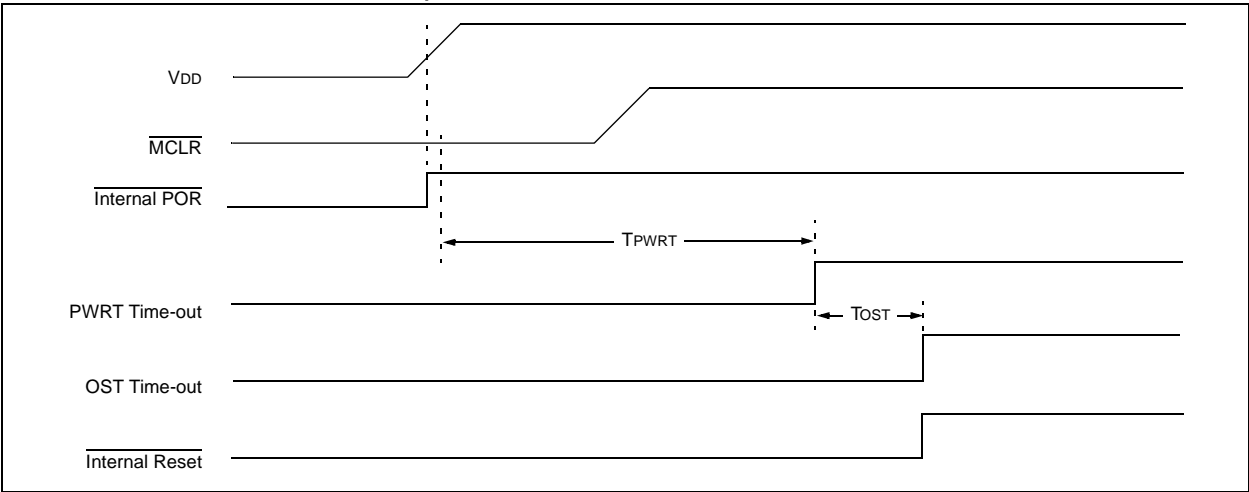 VDD
MCLR
Internal POR
TPWRT
PWRT Time-out
TOST
OST Time-out
Internal Reset